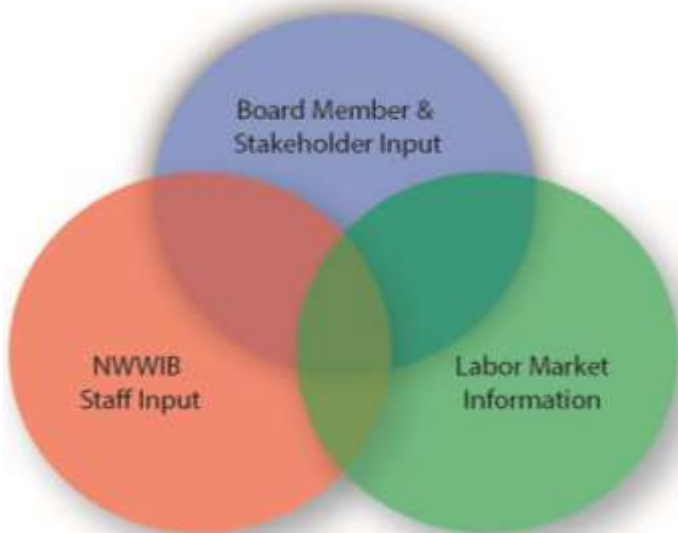 Board Member &
Stakeholder Input
NWWIB
Staff Input
Labor Market
Information